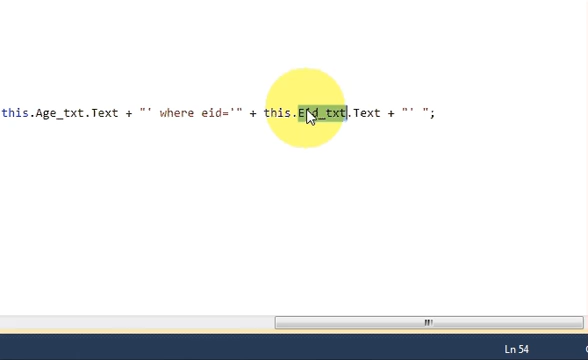 this.Age_txt.Text + "' where eid='" + this.Eid_txt.Text + "' ";
Ln 54